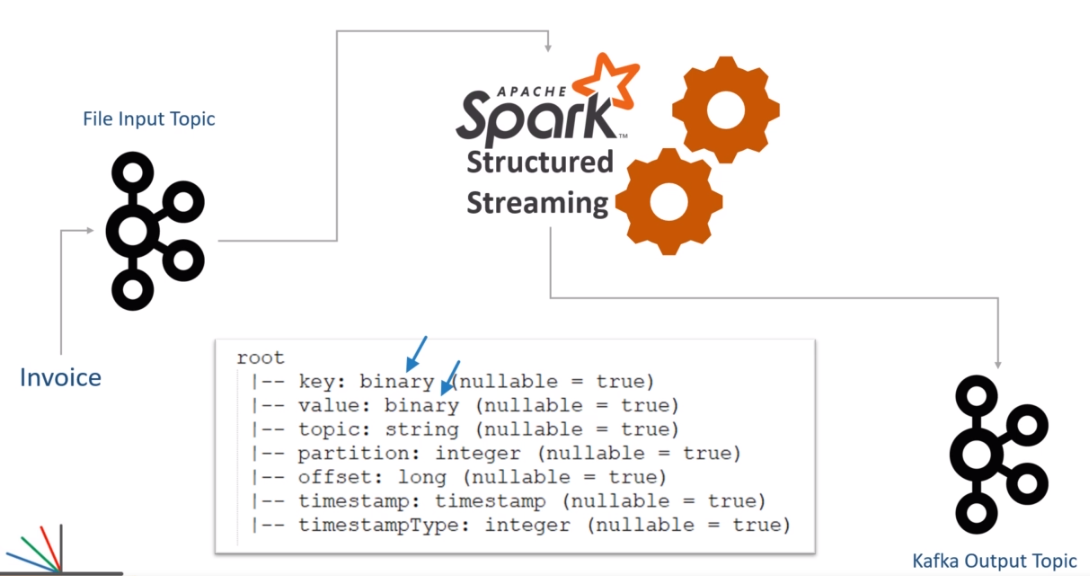 File Input Topic
APACHE
Spark™
Structured
Streaming
Invoice
root
|-- key: binary (nullable = true)
|-- value: binary (nullable = true)
|-- topic: string (nullable = true)
|-- partition: integer (nullable = true)
|-- offset: long (nullable = true)
|-- timestamp: timestamp (nullable = true)
|-- timestampType: integer (nullable = true)
Kafka Output Topic